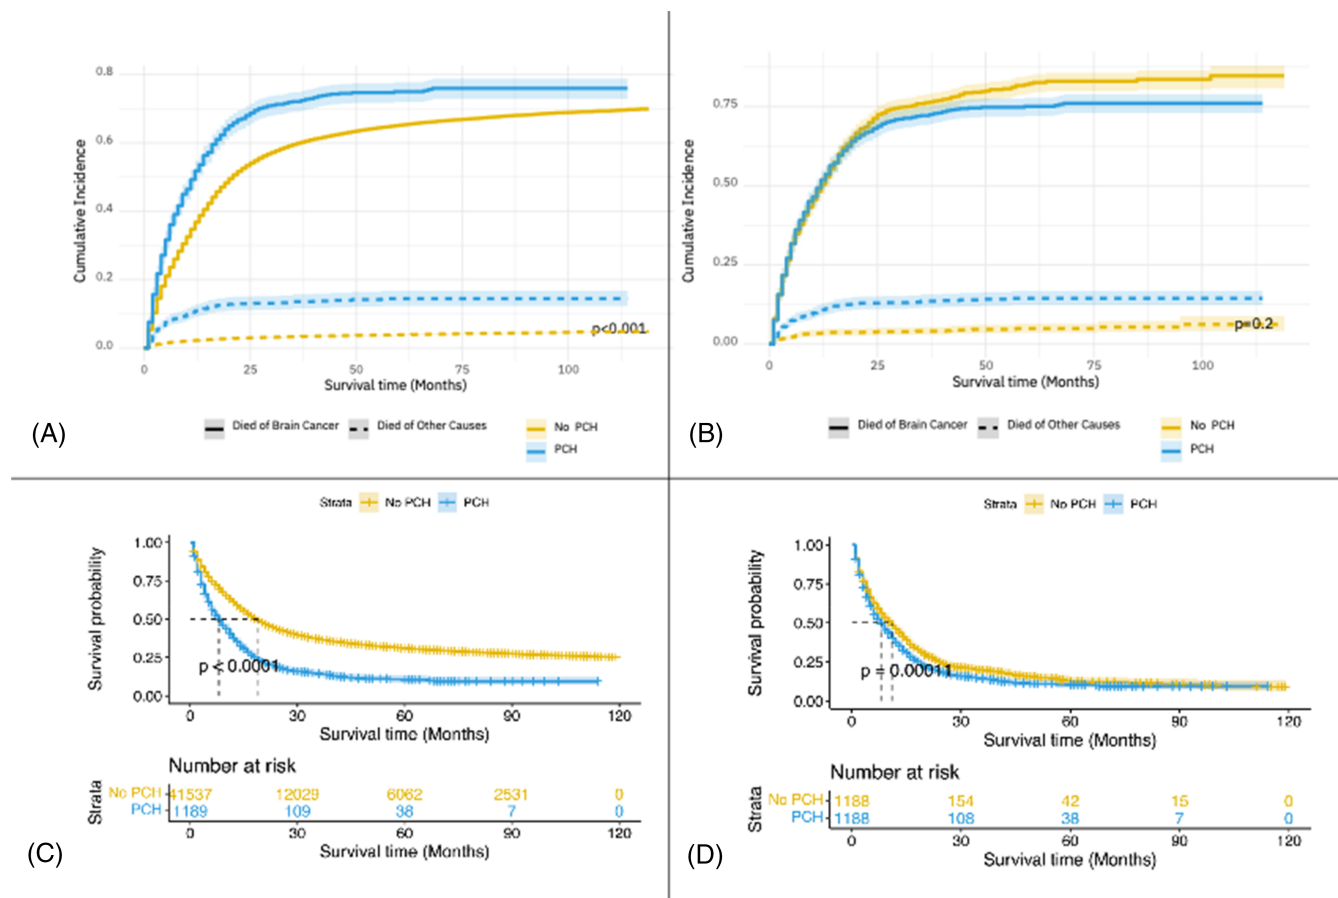 0.8
0.6
0.4
0.2
0.0
Cumulative Incidence
p<0.001
0 25 50 75 100
Survival time (Months)
Died of Brain Cancer Died of Other Causes No PCH
PCH
(A)
0.75
0.50
0.25
0.00
Cumulative Incidence
p=0.2
0 25 50 75 100
Survival time (Months)
Died of Brain Cancer Died of Other Causes No PCH
PCH
(B)
Strata No PCH PCH
1.00
0.75
0.50
0.25
0.00
Survival probability
p < 0.0001
0 30 60 90 120
Survival time (Months)
Number at risk
Strata
No PCH 41537 12029 6062 2531 0
PCH 1189 109 38 7 0
0 30 60 90 120
Survival time (Months)
(C)
Strata No PCH PCH
1.00
0.75
0.50
0.25
0.00
Survival probability
p = 0.00011
0 30 60 90 120
Survival time (Months)
Number at risk
Strata
No PCH 1188 154 42 15 0
PCH 1188 108 38 7 0
0 30 60 90 120
Survival time (Months)
(D)